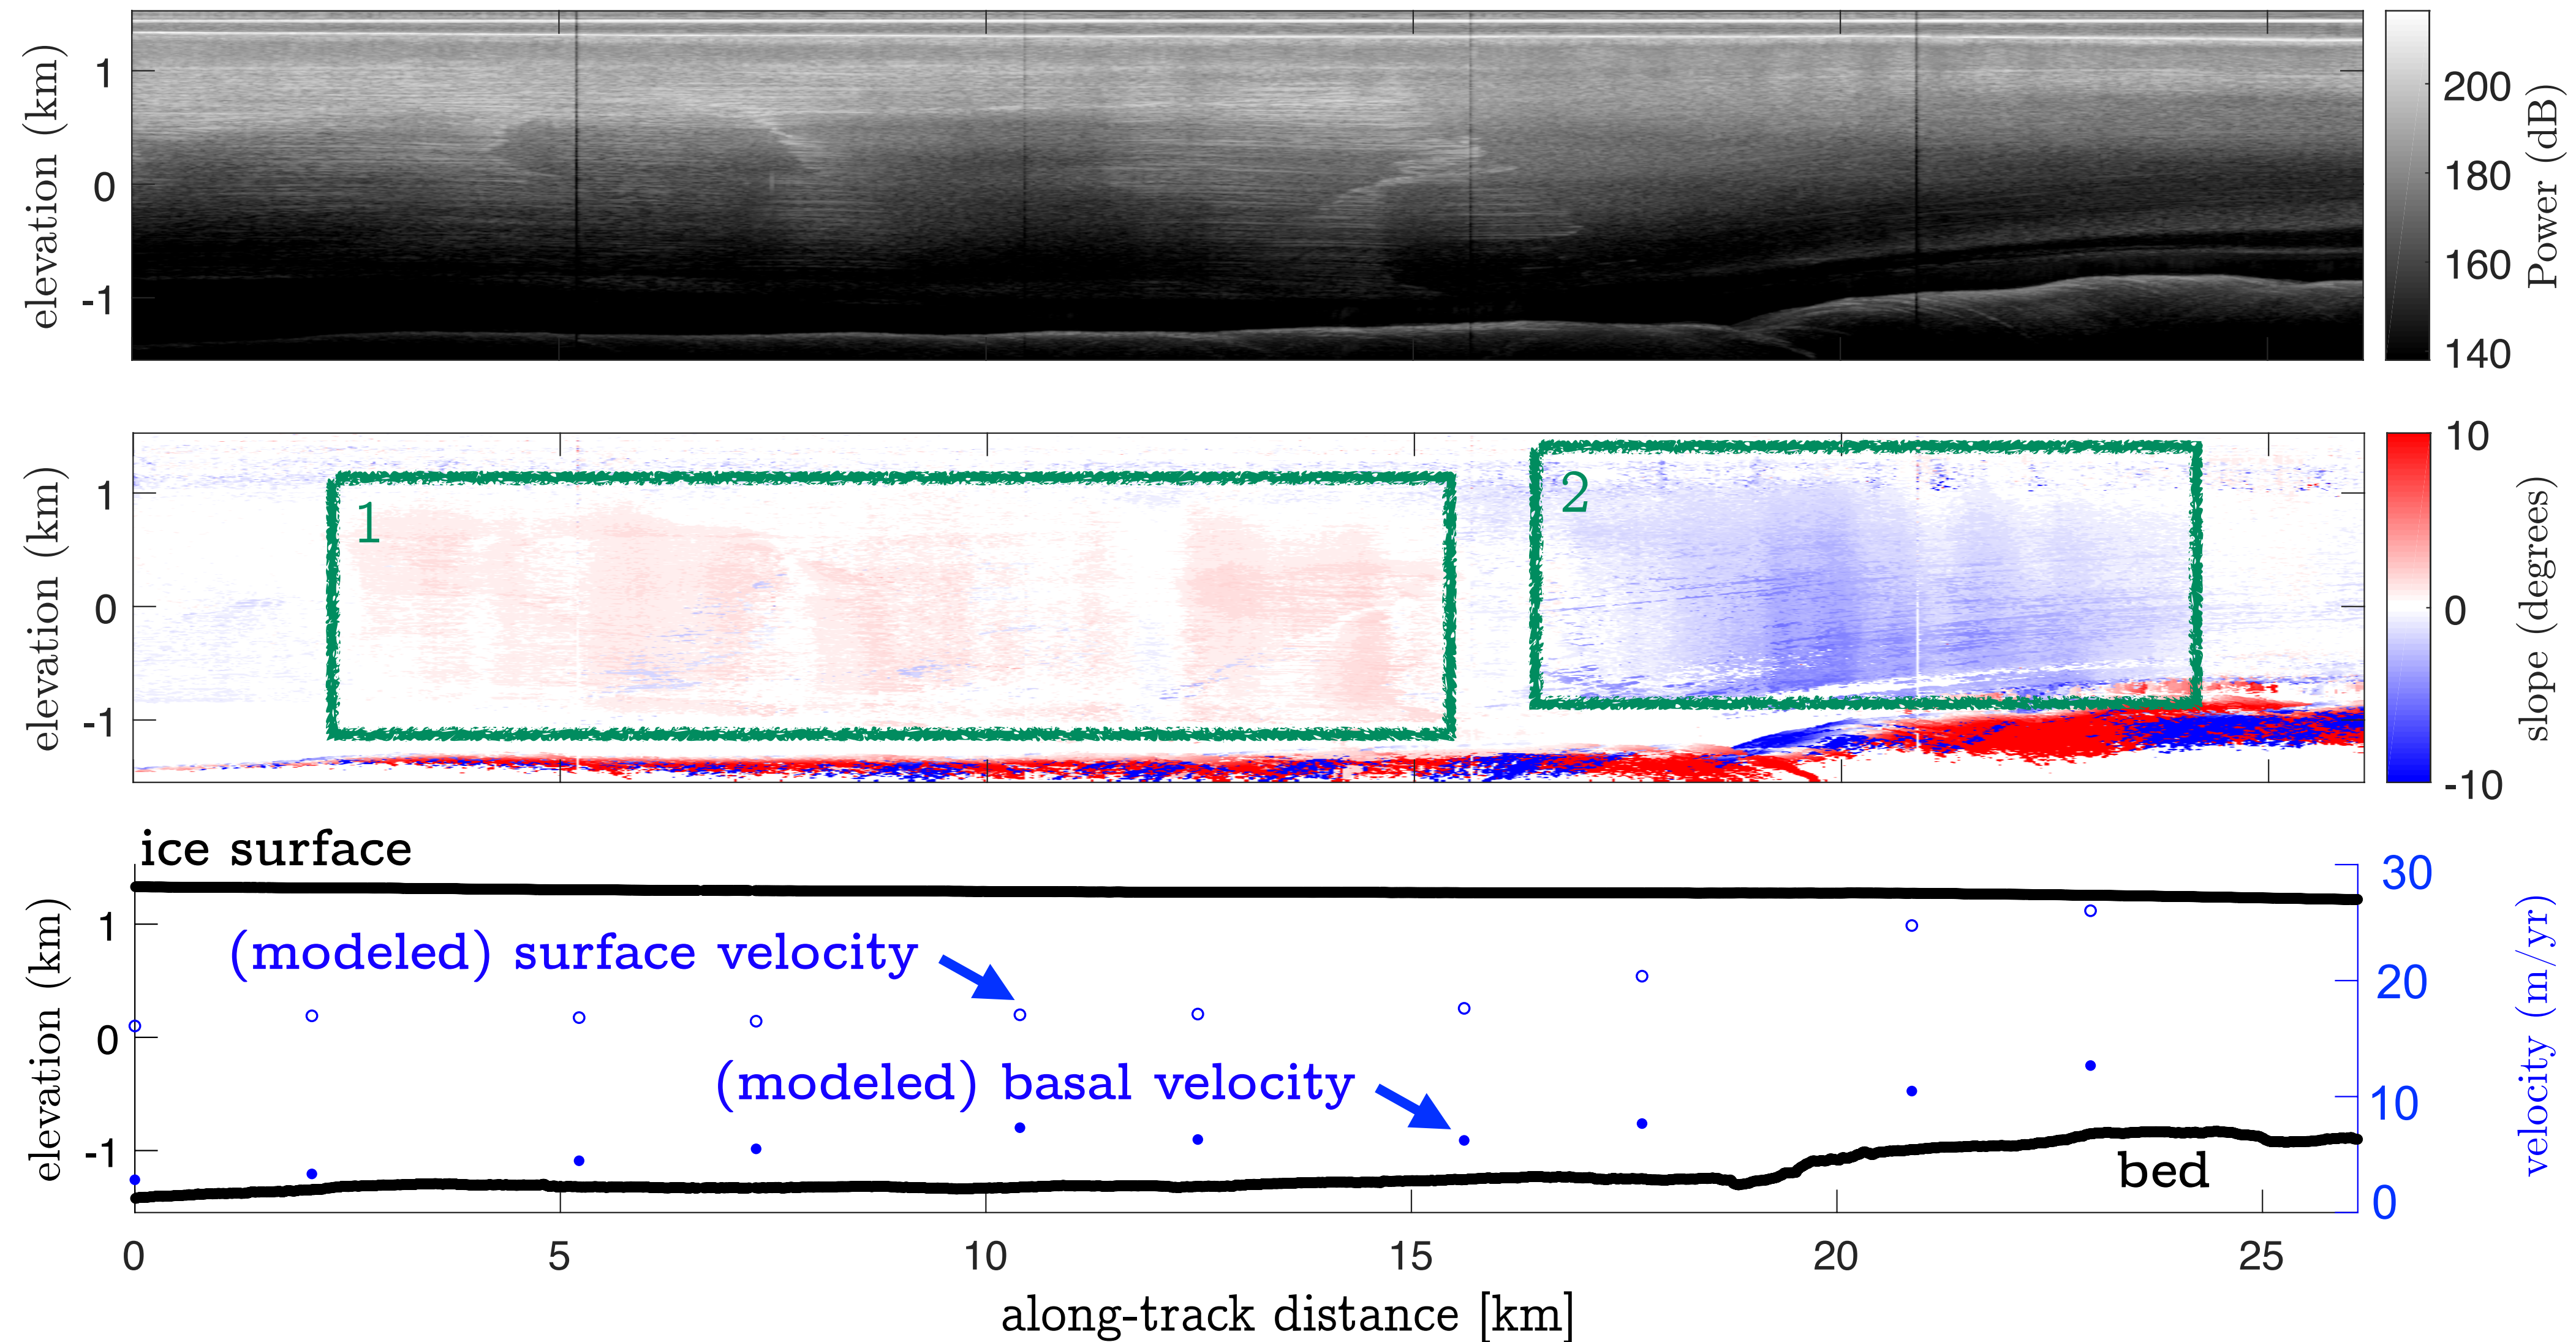 elevation (km)
1
0
-1
200
180
160
140
Power (dB)
elevation (km)
1
0
-1
1
2
10
0
-10
slope (degrees)
ice surface
elevation (km)
1
0
-1
(modeled) surface velocity
(modeled) basal velocity
bed
30
20
10
0
velocity (m/yr)
0 5 10 15 20 25
along-track distance [km]